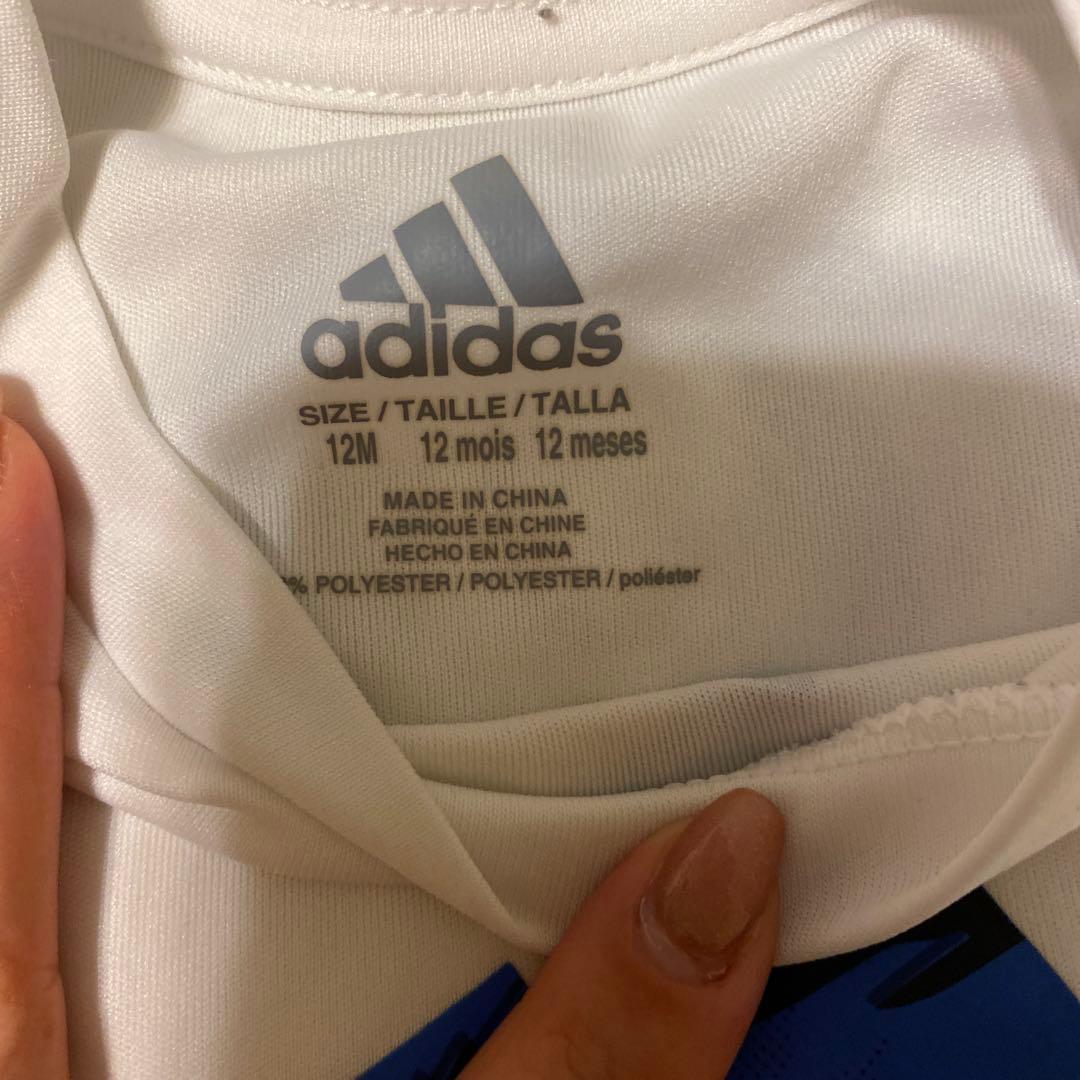 adidas
SIZE / TAILLE / TALLA
12M 12 mois 12 meses
MADE IN CHINA
FABRIQUÉ EN CHINE
HECHO EN CHINA
% POLYESTER / POLYESTER / poliéster